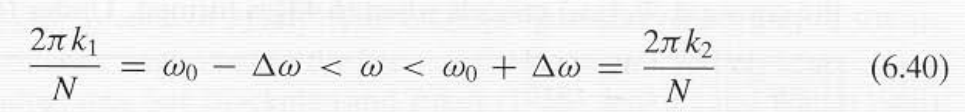 2πk₁/N = ω₀ − Δω < ω < ω₀ + Δω = 2πk₂/N (6.40)